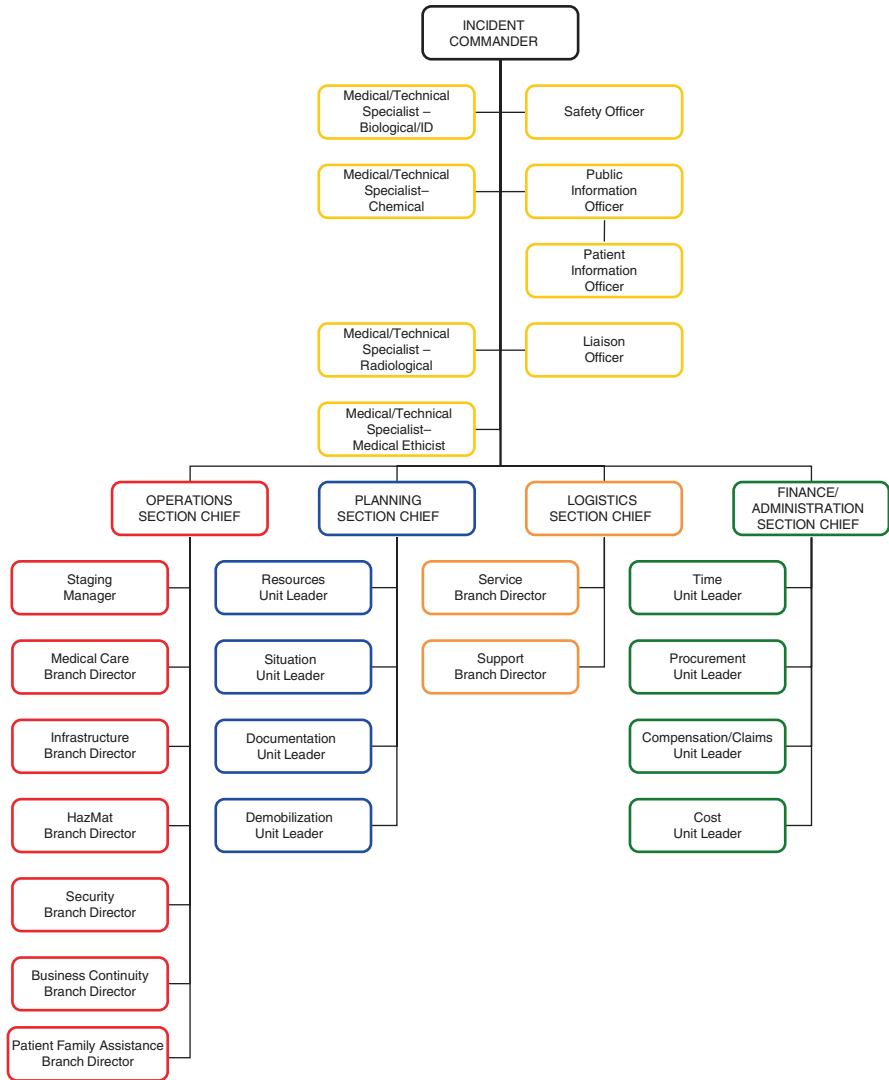 INCIDENT
COMMANDER
Medical/Technical
Specialist –
Biological/ID
Safety Officer
Medical/Technical
Specialist–
Chemical
Public
Information
Officer
Patient
Information
Officer
Medical/Technical
Specialist –
Radiological
Liaison
Officer
Medical/Technical
Specialist–
Medical Ethicist
OPERATIONS
SECTION CHIEF
PLANNING
SECTION CHIEF
LOGISTICS
SECTION CHIEF
FINANCE/
ADMINISTRATION
SECTION CHIEF
Staging
Manager
Medical Care
Branch Director
Infrastructure
Branch Director
HazMat
Branch Director
Security
Branch Director
Business Continuity
Branch Director
Patient Family Assistance
Branch Director
Resources
Unit Leader
Situation
Unit Leader
Documentation
Unit Leader
Demobilization
Unit Leader
Service
Branch Director
Support
Branch Director
Time
Unit Leader
Procurement
Unit Leader
Compensation/Claims
Unit Leader
Cost
Unit Leader